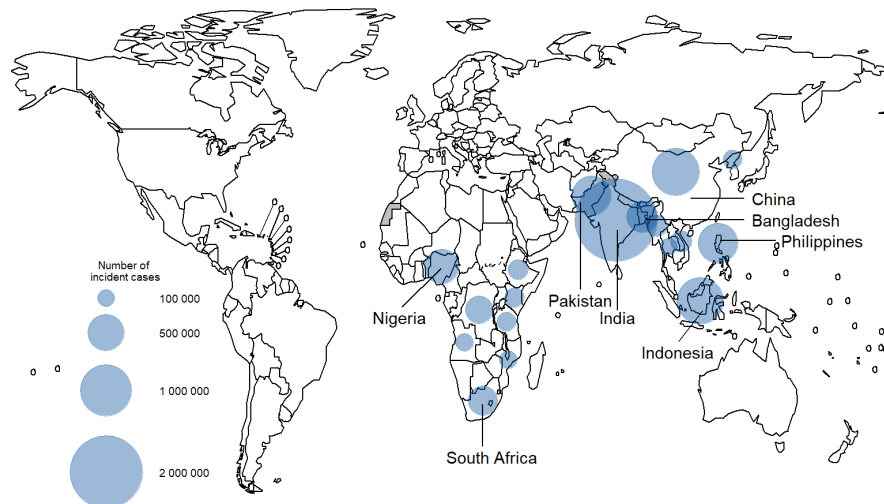 China
Bangladesh
Philippines
Number of
incident cases
100 000
Pakistan
India
Nigeria
500 000
Indonesia
1 000 000
South Africa
2 000 000